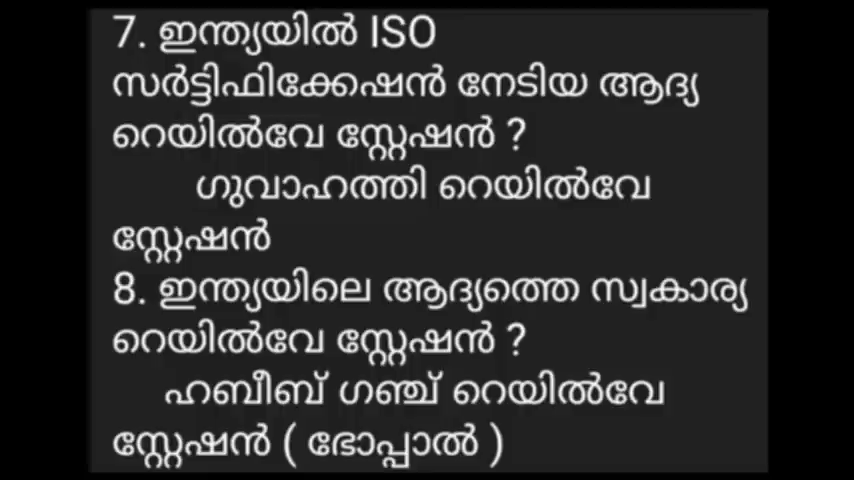 7. ഇന്ത്യയിൽ ISO
സർട്ടിഫിക്കേഷൻ നേടിയ ആദ്യ
റെയിൽവേ സ്റ്റേഷൻ ?
ഗുവാഹത്തി റെയിൽവേ
സ്റ്റേഷൻ
8. ഇന്ത്യയിലെ ആദ്യത്തെ സ്വകാര്യ
റെയിൽവേ സ്റ്റേഷൻ ?
ഹബീബ് ഗഞ്ച് റെയിൽവേ
സ്റ്റേഷൻ ( ഭോപ്പാൽ )